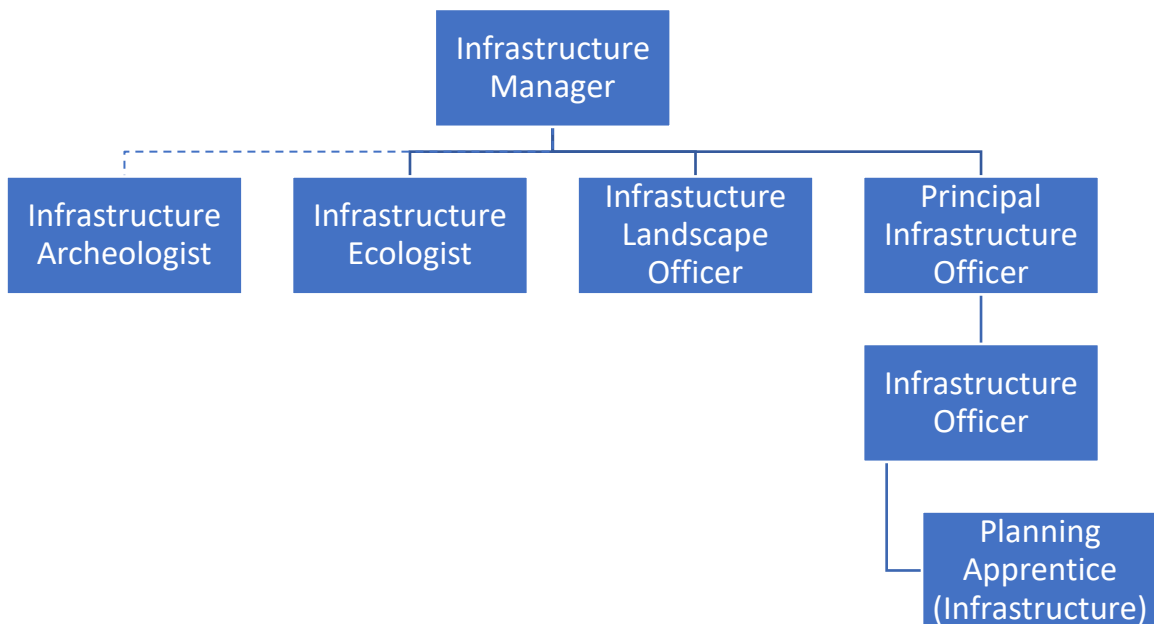 Infrastructure
Manager
Infrastructure
Archeologist
Infrastructure
Ecologist
Infrastucture
Landscape
Officer
Principal
Infrastructure
Officer
Infrastructure
Officer
Planning
Apprentice
(Infrastructure)